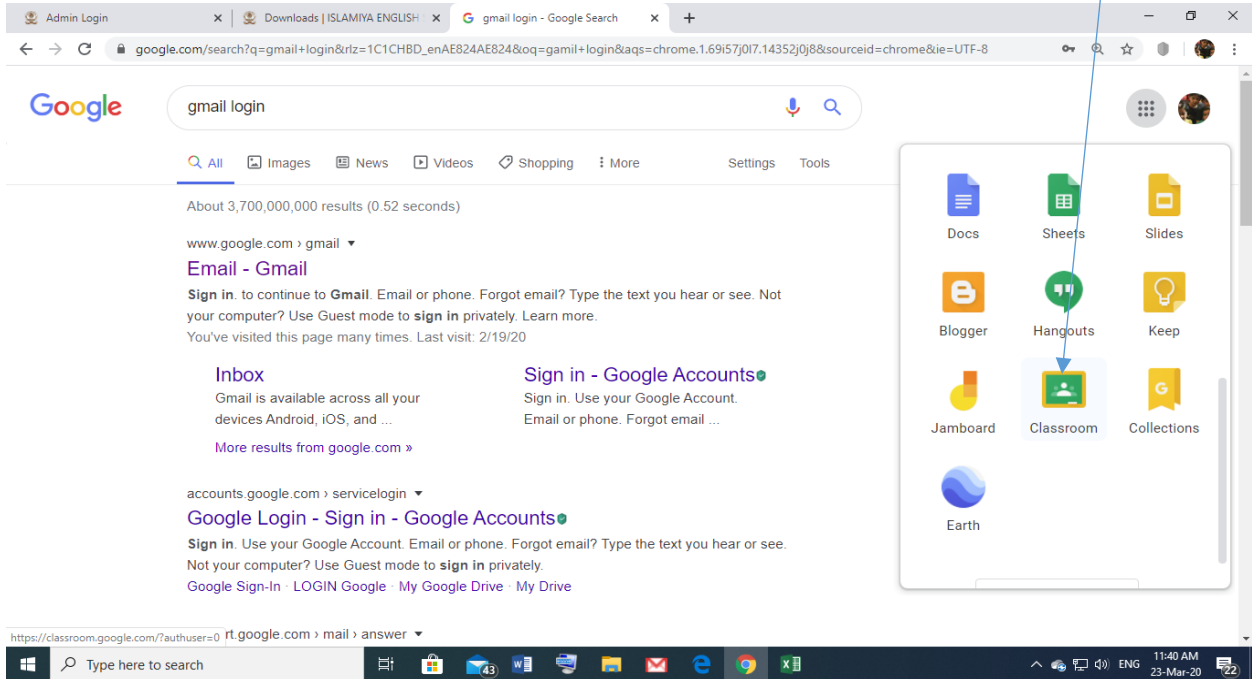 Admin Login
Downloads | ISLAMIYA ENGLISH
gmail login - Google Search
google.com/search?q=gmail+login&rlz=1C1CHBD_enAE824AE824&oq=gamil+login&aqs=chrome.1.69i57j0l7.14352j0j8&sourceid=chrome&ie=UTF-8
Google
gmail login
All Images News Videos Shopping More Settings Tools
About 3,700,000,000 results (0.52 seconds)
www.google.com › gmail
Email - Gmail
Sign in. to continue to Gmail. Email or phone. Forgot email? Type the text you hear or see. Not
your computer? Use Guest mode to sign in privately. Learn more.
You've visited this page many times. Last visit: 2/19/20
Inbox
Gmail is available across all your
devices Android, iOS, and ...
More results from google.com »
Sign in - Google Accounts
Sign in. Use your Google Account.
Email or phone. Forgot email ...
accounts.google.com › servicelogin
Google Login - Sign in - Google Accounts
Sign in. Use your Google Account. Email or phone. Forgot email? Type the text you hear or see.
Not your computer? Use Guest mode to sign in privately.
Google Sign-In · LOGIN Google · My Google Drive · My Drive
rt.google.com › mail › answer
https://classroom.google.com/?authuser=0
Docs Sheets Slides
Blogger Hangouts Keep
G
Jamboard Classroom Collections
Earth
Type here to search
43
ENG
11:40 AM
23-Mar-20
22